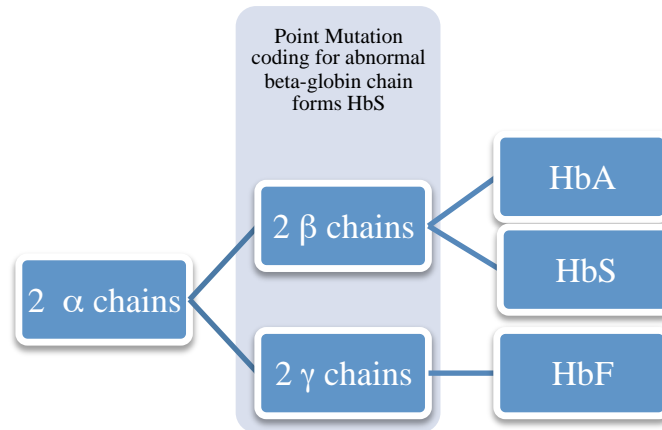 Point Mutation
coding for abnormal
beta-globin chain
forms HbS
HbA
2 β chains
HbS
2  α chains
2 γ chains
HbF